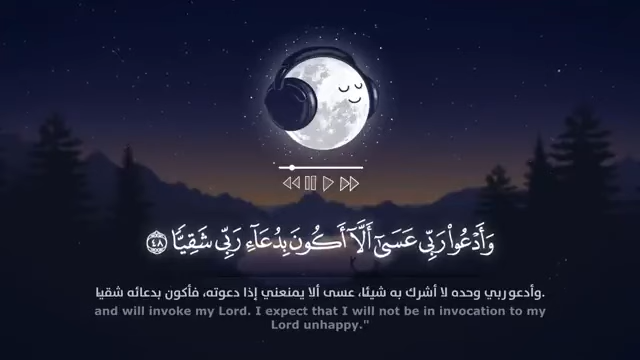 وَأَدْعُوا۟ رَبِّى عَسَىٰٓ أَلَّآ أَكُونَ بِدُعَآءِ رَبِّى شَقِيًّا ٤٨
وأدعو ربي وحده لا أشرك به شيئا، عسى ألا يمنعني إذا دعوته، فأكون بدعائه شقيا.
and will invoke my Lord. I expect that I will not be in invocation to my
Lord unhappy."